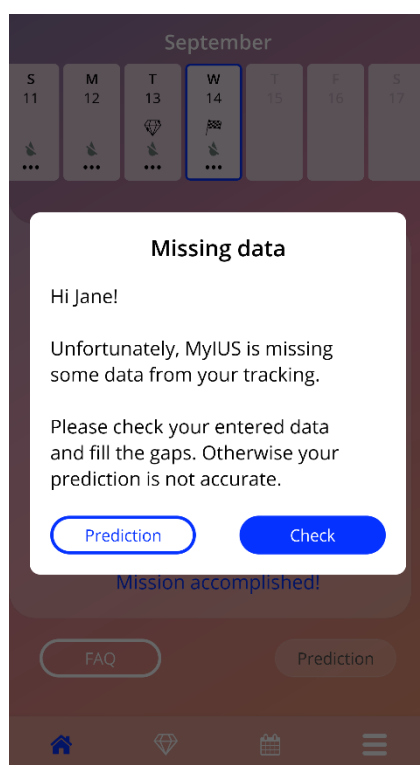 September
S M T W T F S
11 12 13 14 15 16 17
Missing data
Hi Jane!
Unfortunately, MyIUS is missing
some data from your tracking.
Please check your entered data
and fill the gaps. Otherwise your
prediction is not accurate.
Prediction Check
Mission accomplished!
FAQ Prediction